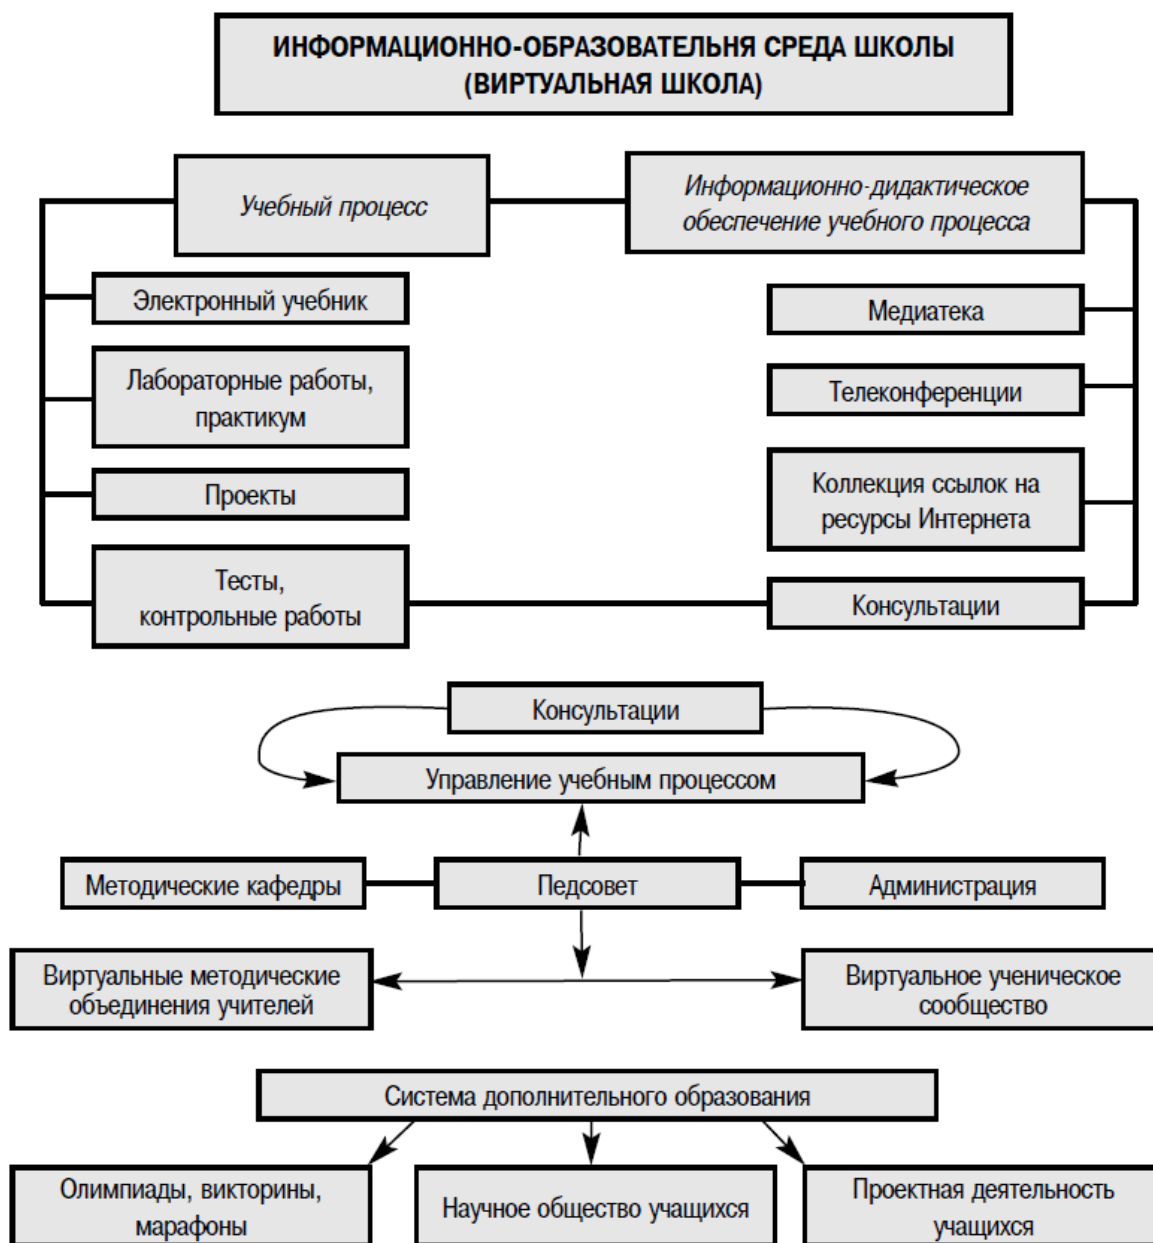 ИНФОРМАЦИОННО-ОБРАЗОВАТЕЛЬНЯ СРЕДА ШКОЛЫ
(ВИРТУАЛЬНАЯ ШКОЛА)
Учебный процесс
Информационно-дидактическое
обеспечение учебного процесса
Электронный учебник
Лабораторные работы,
практикум
Проекты
Тесты,
контрольные работы
Медиатека
Телеконференции
Коллекция ссылок на
ресурсы Интернета
Консультации
Консультации
Управление учебным процессом
Методические кафедры
Педсовет
Администрация
Виртуальные методические
объединения учителей
Виртуальное ученическое
сообщество
Система дополнительного образования
Олимпиады, викторины,
марафоны
Научное общество учащихся
Проектная деятельность
учащихся